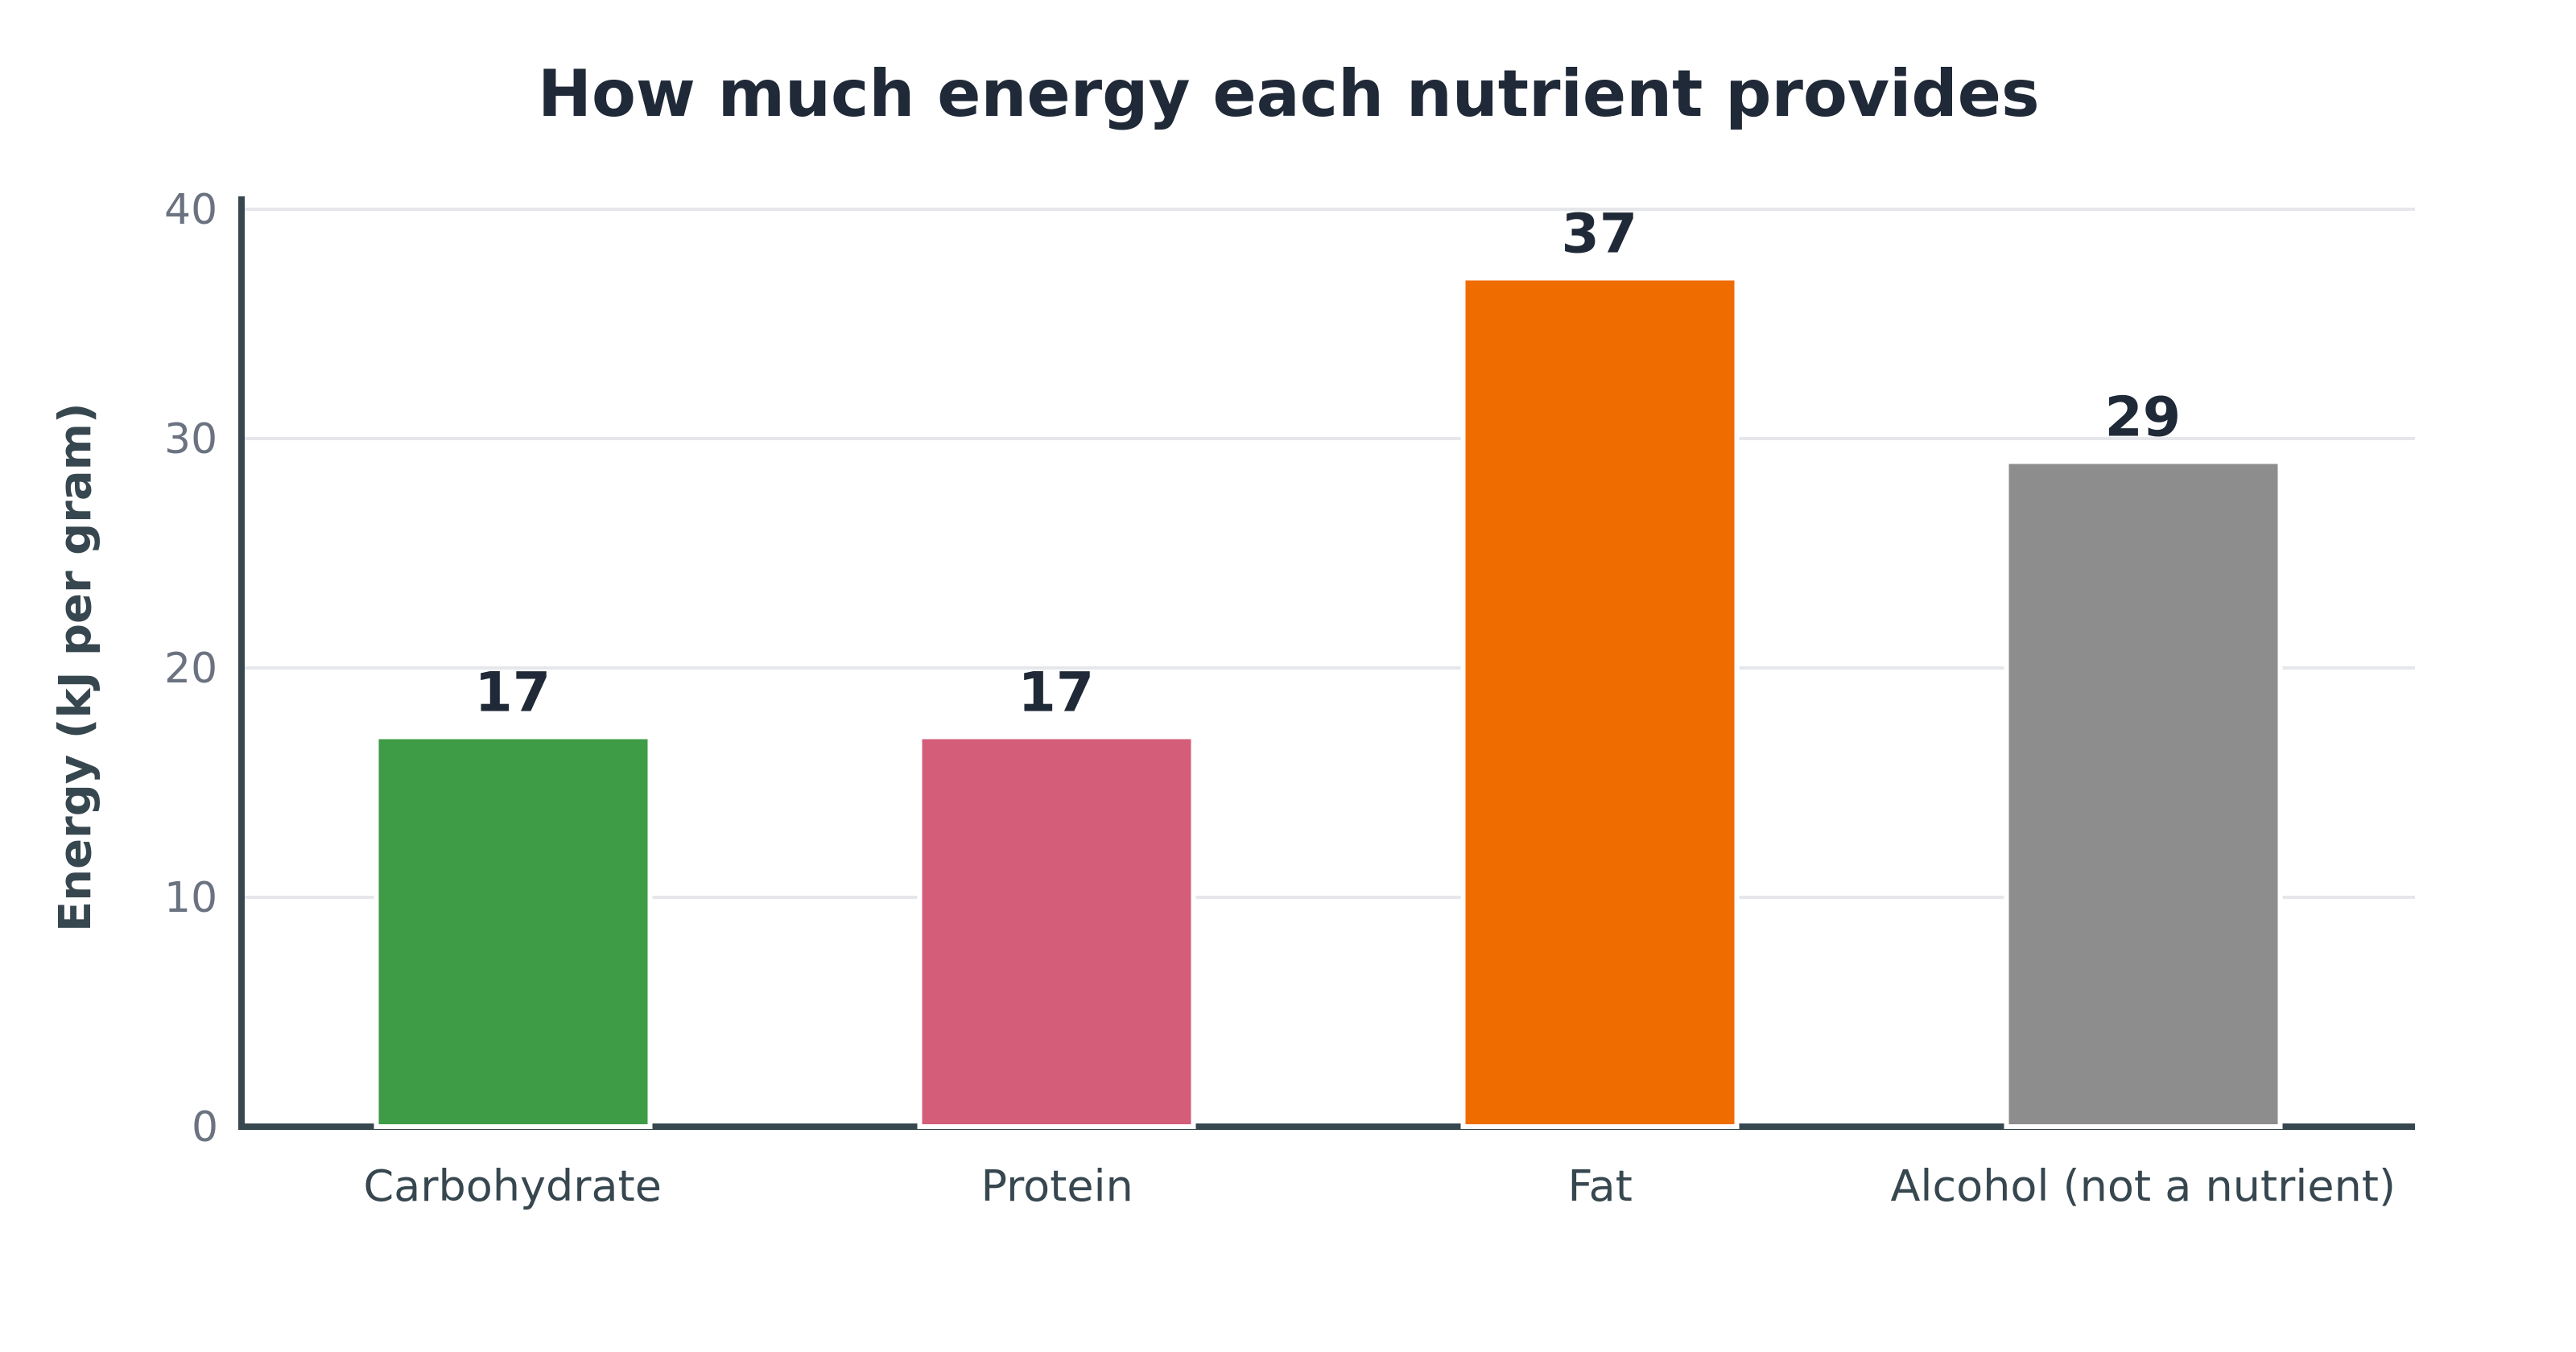 How much energy each nutrient provides
Energy (kJ per gram)
40
30
20
10
0
17
17
37
29
Carbohydrate
Protein
Fat
Alcohol (not a nutrient)